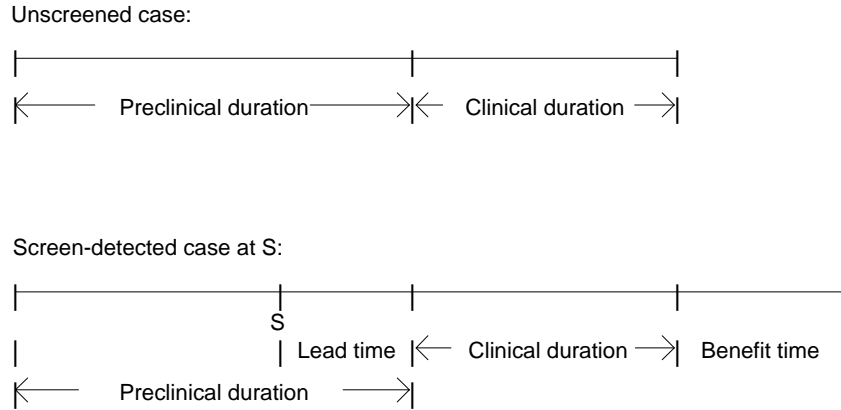 Unscreened case:
Preclinical duration Clinical duration
Screen-detected case at S:
S
Lead time Clinical duration Benefit time
Preclinical duration